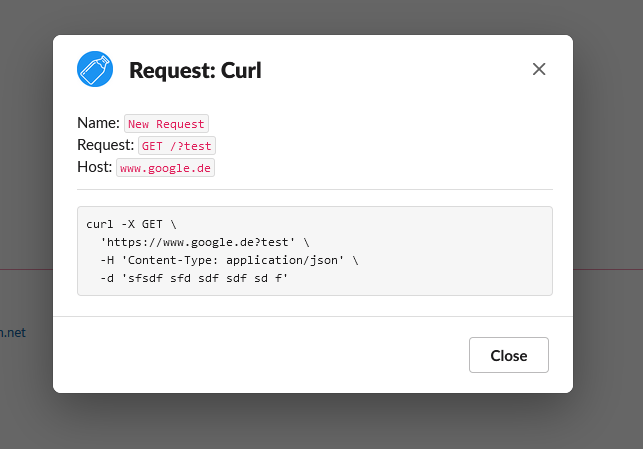 Request: Curl
Name: New Request
Request: GET /?test
Host: www.google.de
curl -X GET \
  'https://www.google.de?test' \
  -H 'Content-Type: application/json' \
  -d 'sfsdf sfd sdf sdf sd f'
n.net
Close